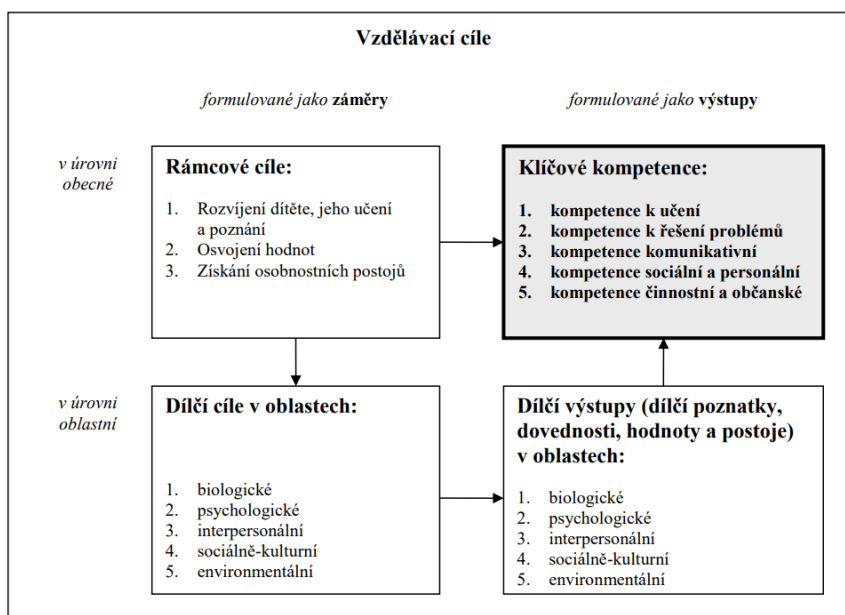 Vzdělávací cíle
formulované jako záměry
formulované jako výstupy
v úrovni
obecné
Rámcové cíle:
1. Rozvíjení dítěte, jeho učení
a poznání
2. Osvojení hodnot
3. Získání osobnostních postojů
Klíčové kompetence:
1. kompetence k učení
2. kompetence k řešení problémů
3. kompetence komunikativní
4. kompetence sociální a personální
5. kompetence činnostní a občanské
v úrovni
oblastní
Dílčí cíle v oblastech:
1. biologické
2. psychologické
3. interpersonální
4. sociálně-kulturní
5. environmentální
Dílčí výstupy (dílčí poznatky,
dovednosti, hodnoty a postoje)
v oblastech:
1. biologické
2. psychologické
3. interpersonální
4. sociálně-kulturní
5. environmentální